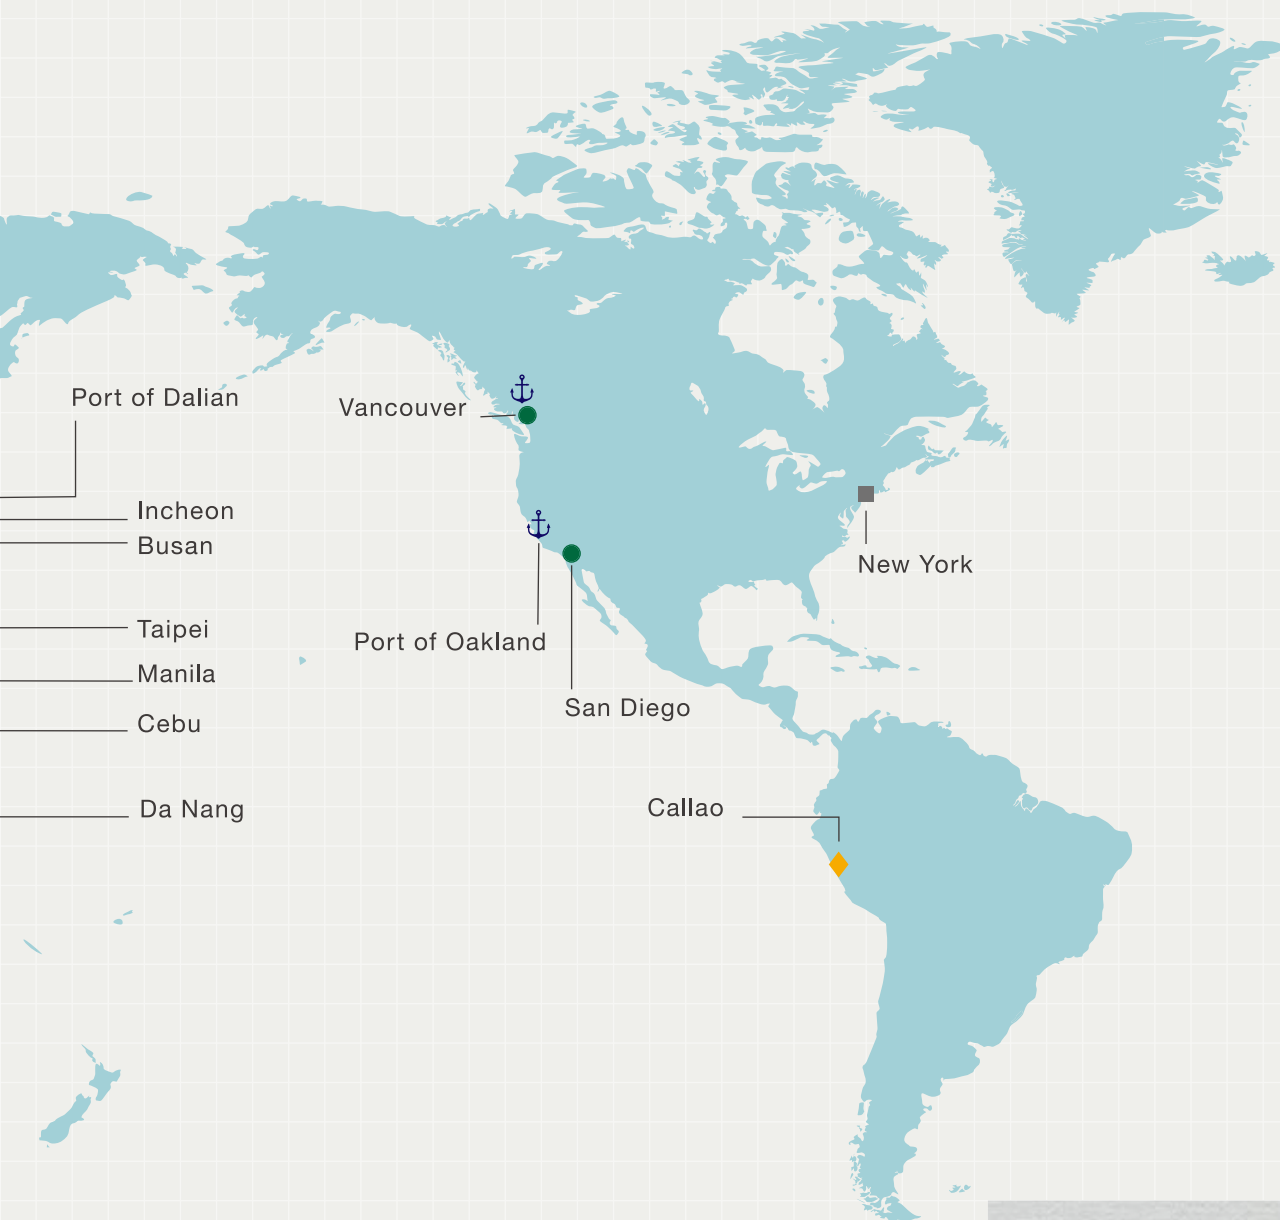 Port of Dalian
Vancouver
Incheon
Busan
New York
Taipei
Port of Oakland
Manila
San Diego
Cebu
Callao
Da Nang